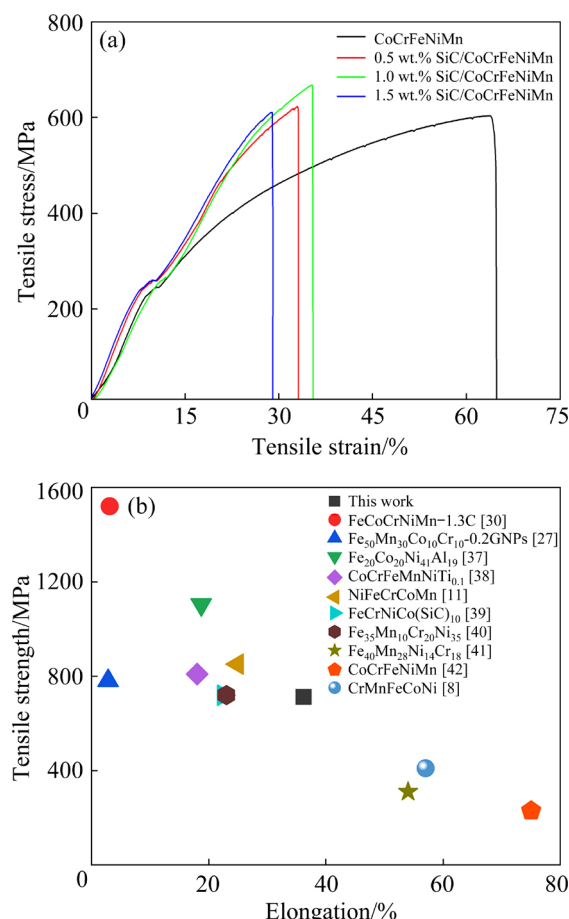 (a)
CoCrFeNiMn
0.5 wt.% SiC/CoCrFeNiMn
1.0 wt.% SiC/CoCrFeNiMn
1.5 wt.% SiC/CoCrFeNiMn
800
600
400
200
0
Tensile stress/MPa
0 15 30 45 60 75
Tensile strain/%
(b)
This work
FeCoCrNiMn−1.3C [30]
Fe₅₀Mn₃₀Co₁₀Cr₁₀-0.2GNPs [27]
Fe₂₀Co₂₀Ni₄₁Al₁₉ [37]
CoCrFeMnNiTi₀.₁ [38]
NiFeCrCoMn [11]
FeCrNiCo(SiC)₁₀ [39]
Fe₃₅Mn₁₀Cr₂₀Ni₃₅ [40]
Fe₄₀Mn₂₈Ni₁₄Cr₁₈ [41]
CoCrFeNiMn [42]
CrMnFeCoNi [8]
1600
1200
800
400
0
Tensile strength/MPa
0 20 40 60 80
Elongation/%